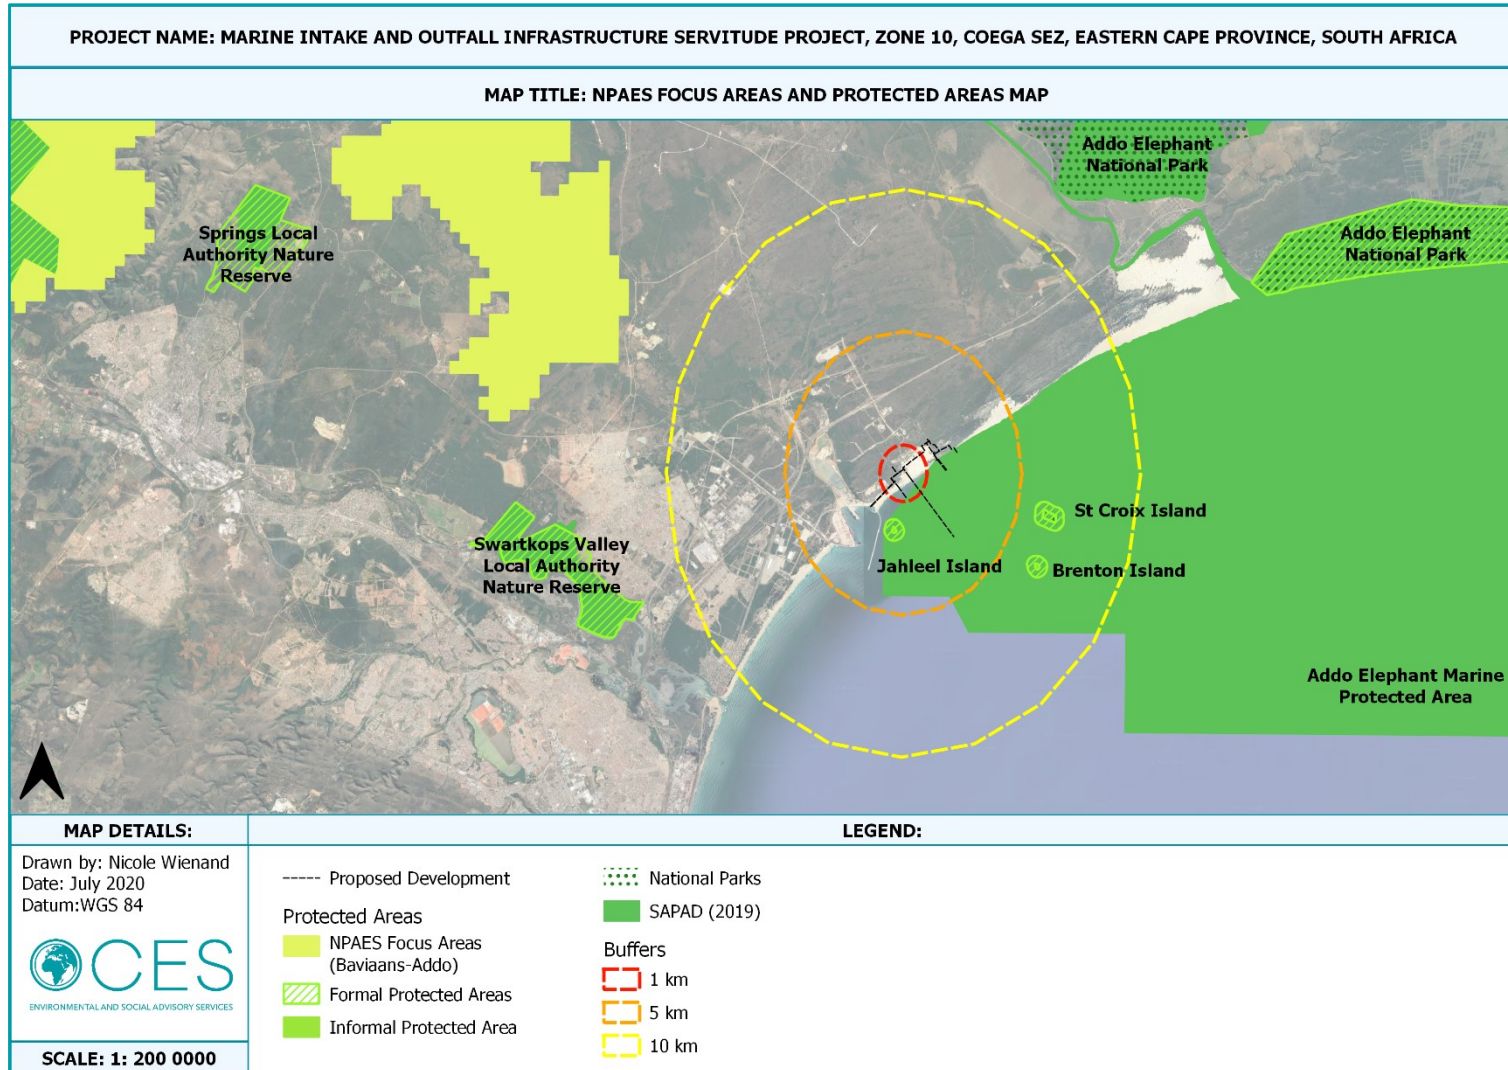 PROJECT NAME: MARINE INTAKE AND OUTFALL INFRASTRUCTURE SERVITUDE PROJECT, ZONE 10, COEGA SEZ, EASTERN CAPE PROVINCE, SOUTH AFRICA
MAP TITLE: NPAES FOCUS AREAS AND PROTECTED AREAS MAP
Addo Elephant
National Park
Springs Local
Authority Nature
Reserve
Addo Elephant
National Park
St Croix Island
Swartkops Valley
Local Authority
Nature Reserve
Jahleel Island
Brenton Island
Addo Elephant Marine
Protected Area
MAP DETAILS:
Drawn by: Nicole Wienand
Date: July 2020
Datum:WGS 84
CES
ENVIRONMENTAL AND SOCIAL ADVISORY SERVICES
SCALE: 1: 200 0000
LEGEND:
Proposed Development
Protected Areas
NPAES Focus Areas
(Baviaans-Addo)
Formal Protected Areas
Informal Protected Area
National Parks
SAPAD (2019)
Buffers
1 km
5 km
10 km